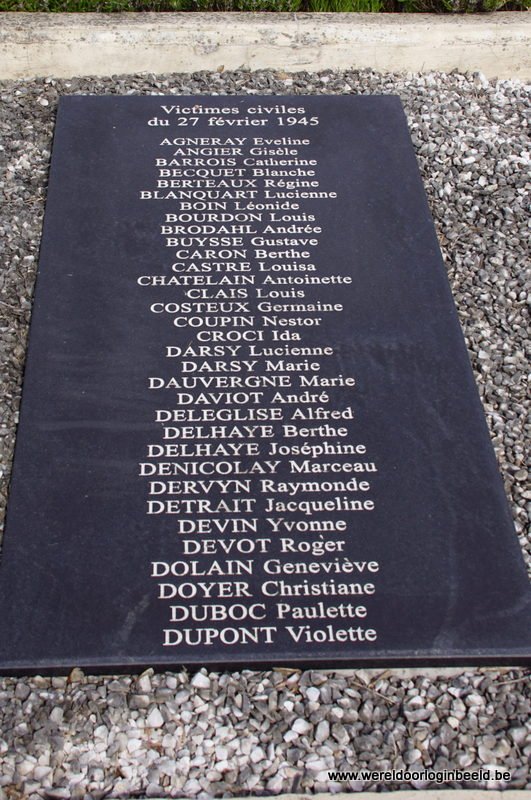 Victimes civiles
du 27 février 1945
AGNERAY Eveline
ANGIER Gisèle
BARROIS Catherine
BECQUET Blanche
BERTEAUX Régine
BLANQUART Lucienne
BOIN Léonide
BOURDON Louis
BRODAHL Andrée
BUYSSE Gustave
CARON Berthe
CASTRE Louisa
CHATELAIN Antoinette
CLAIS Louis
COSTEUX Germaine
COUPIN Nestor
CROCI Ida
DARSY Lucienne
DARSY Marie
DAUVERGNE Marie
DAVIOT André
DELEGLISE Alfred
DELHAYE Berthe
DELHAYE Joséphine
DENICOLAY Marceau
DERVYN Raymonde
DETRAIT Jacqueline
DEVIN Yvonne
DEVOT Roger
DOLAIN Geneviève
DOYER Christiane
DUBOC Paulette
DUPONT Violette
www.wereldoorloginbeeld.be